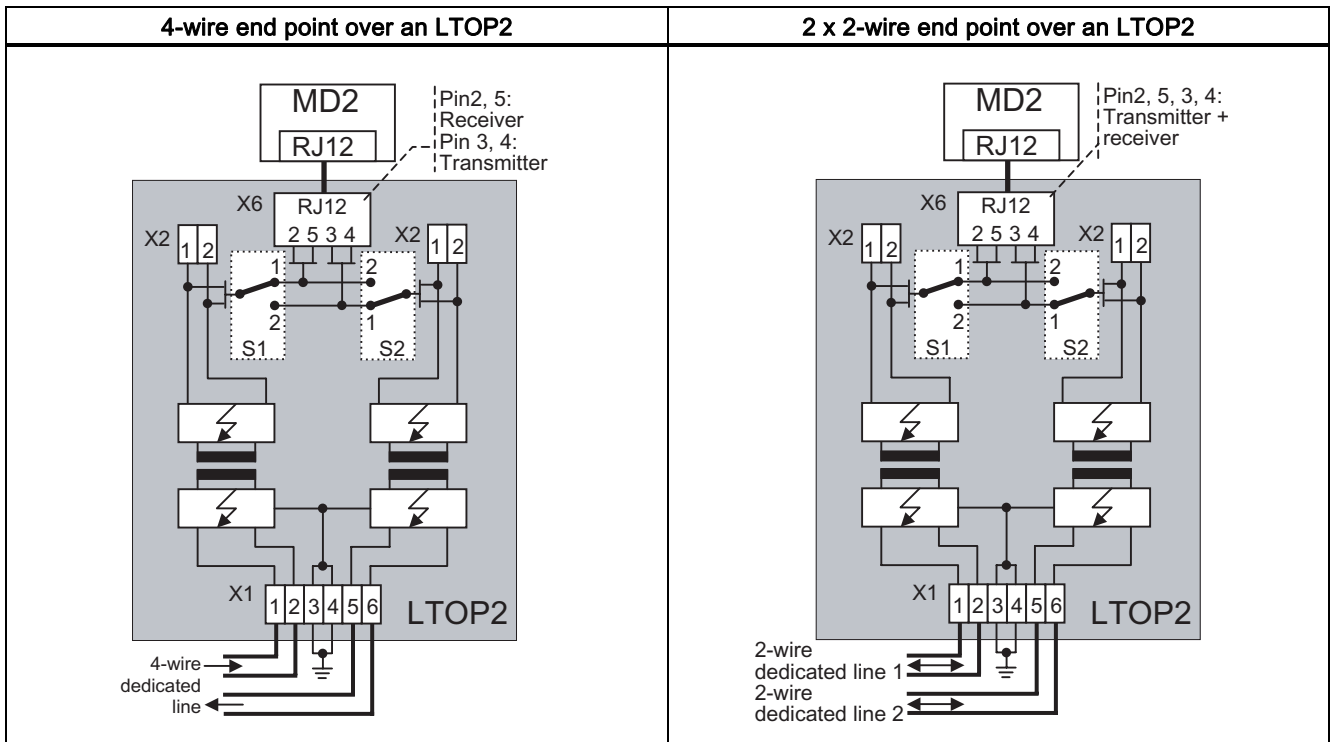 4-wire end point over an LTOP2
2 x 2-wire end point over an LTOP2
MD2
RJ12
Pin2, 5:
Receiver
Pin 3, 4:
Transmitter
X6
RJ12
2 5 3 4
X2
1 2
X2
1 2
1
2
S1
2
1
S2
X1
1 2 3 4 5 6
LTOP2
4-wire
dedicated
line
MD2
RJ12
Pin2, 5, 3, 4:
Transmitter +
receiver
X6
RJ12
2 5 3 4
X2
1 2
X2
1 2
1
2
S1
2
1
S2
X1
1 2 3 4 5 6
LTOP2
2-wire
dedicated line 1
2-wire
dedicated line 2